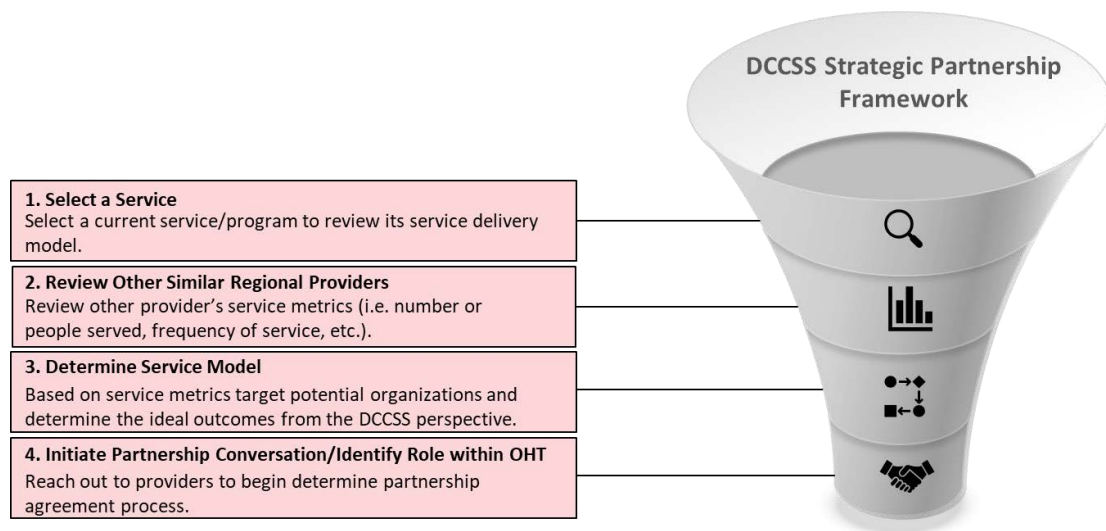 DCCSS Strategic Partnership
Framework
1. Select a Service
Select a current service/program to review its service delivery
model.
2. Review Other Similar Regional Providers
Review other provider's service metrics (i.e. number or
people served, frequency of service, etc.).
3. Determine Service Model
Based on service metrics target potential organizations and
determine the ideal outcomes from the DCCSS perspective.
4. Initiate Partnership Conversation/Identify Role within OHT
Reach out to providers to begin determine partnership
agreement process.